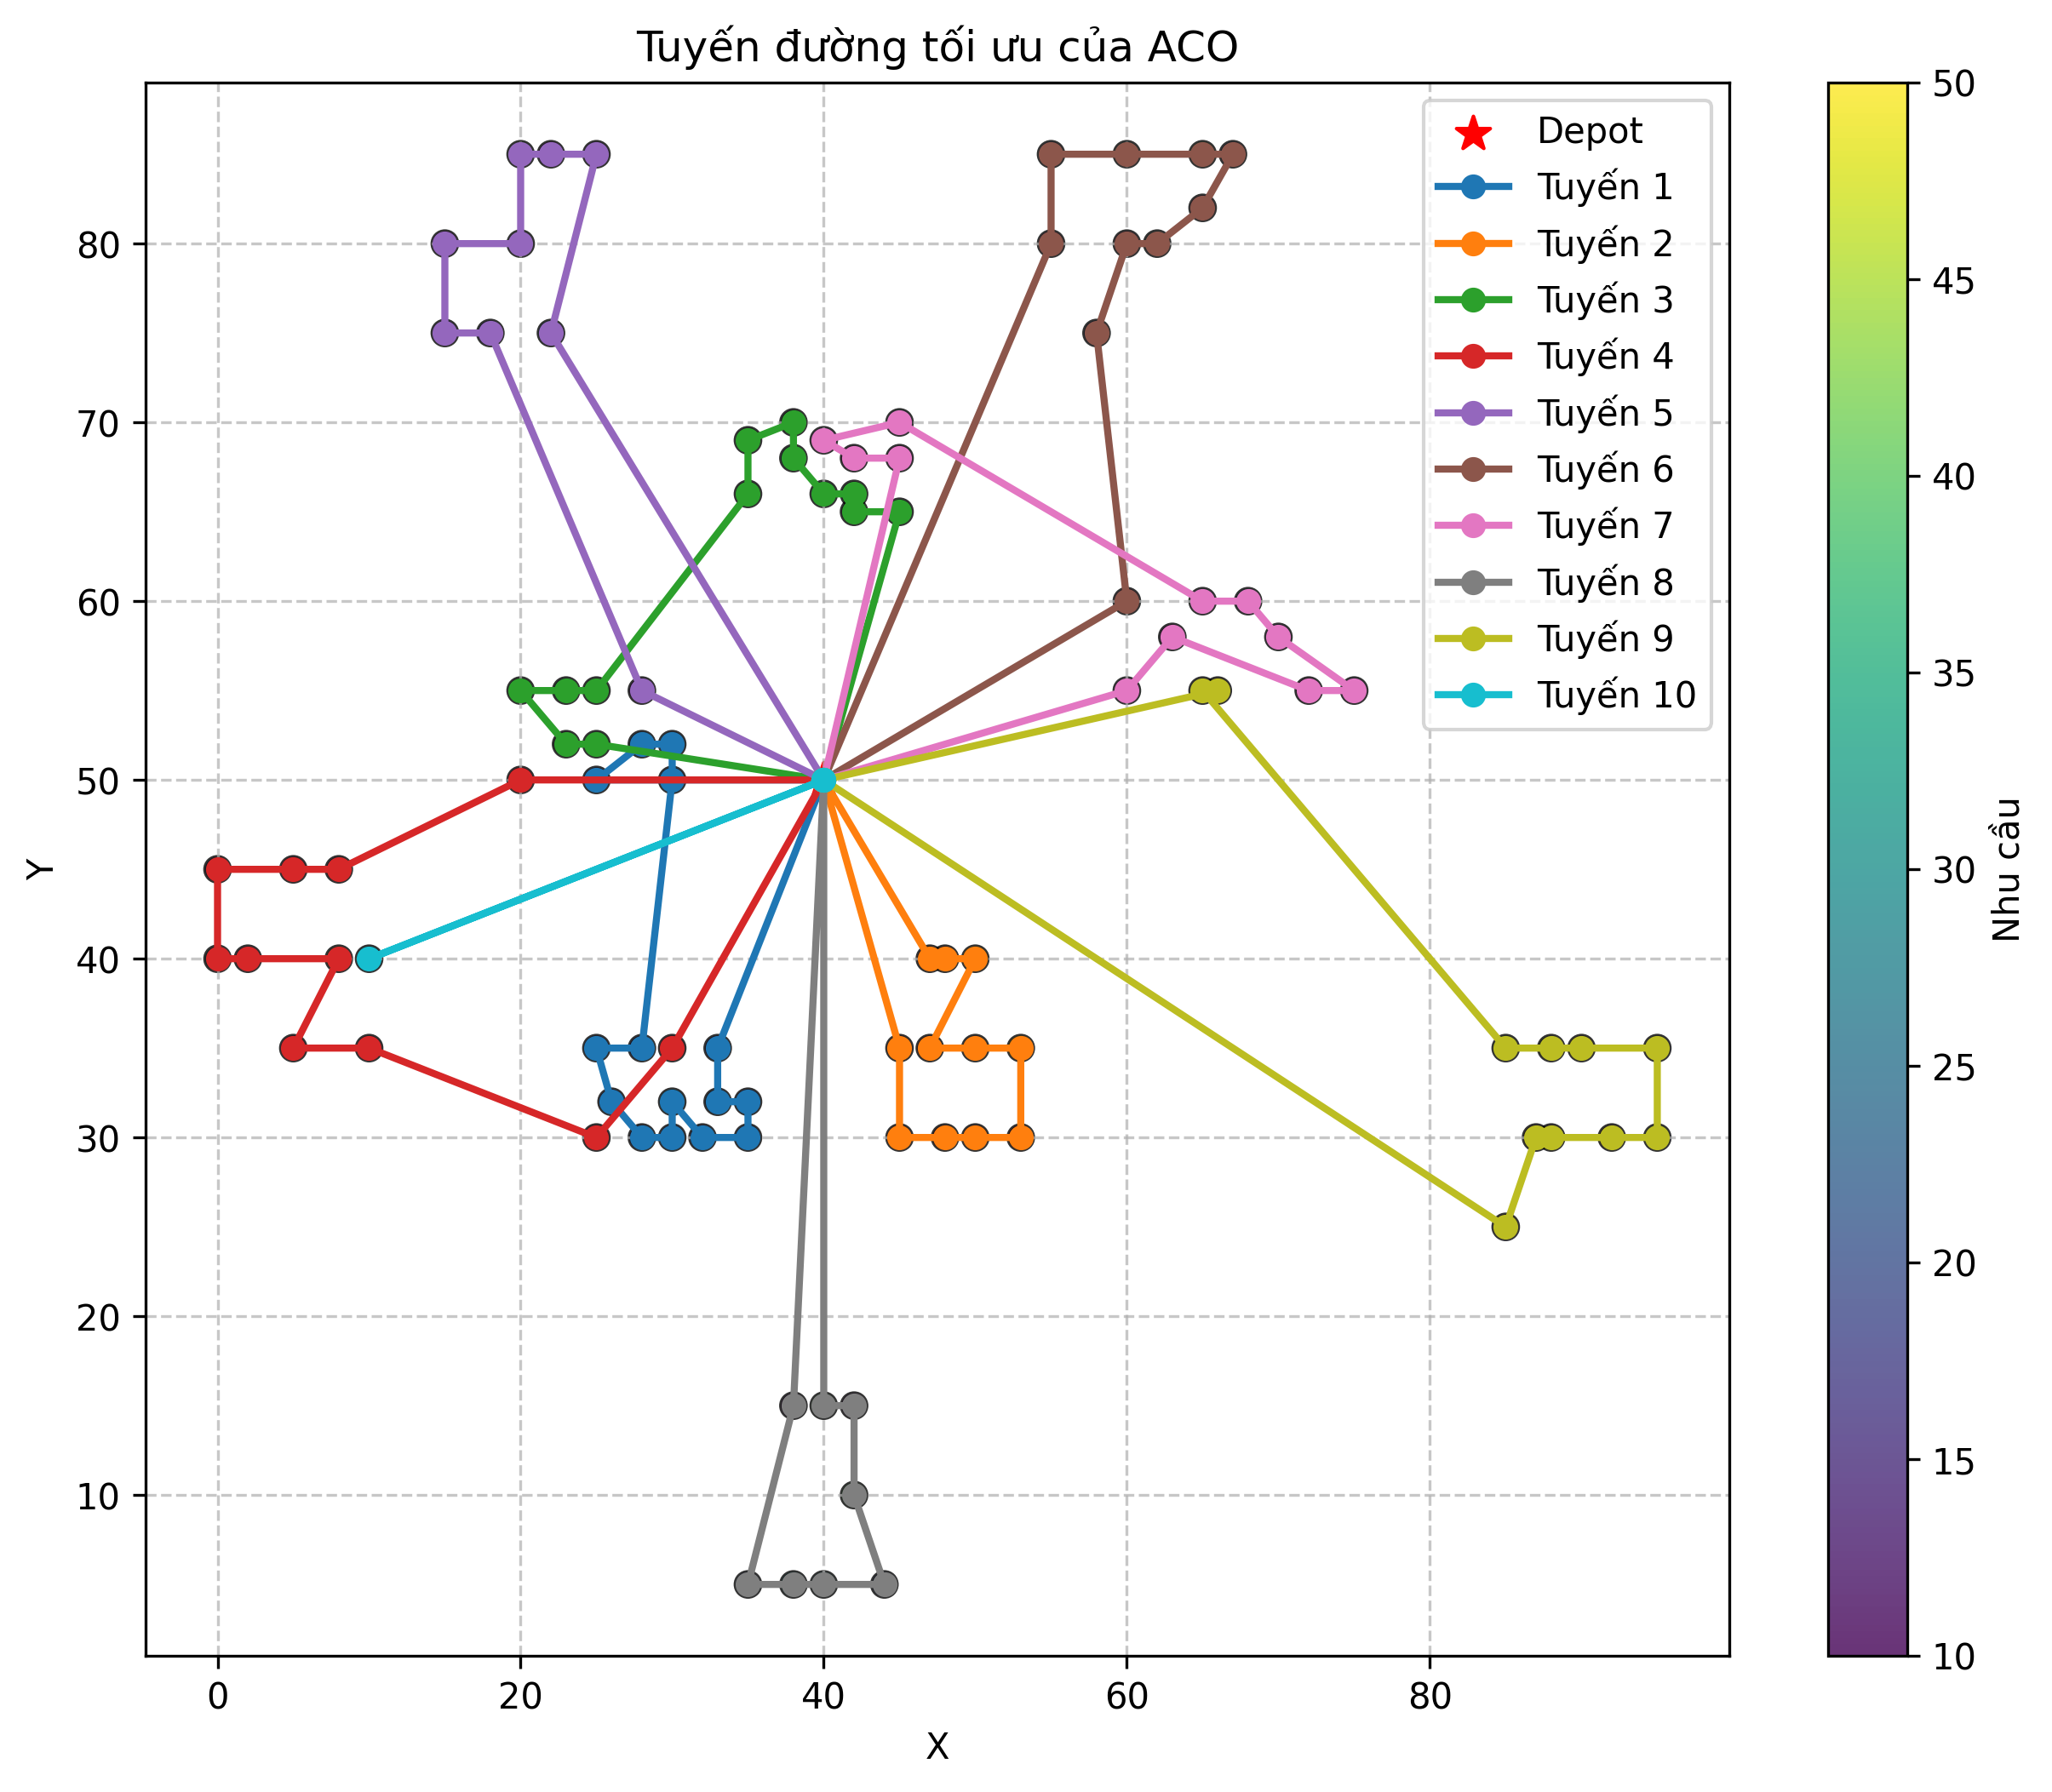 Tuyến đường tối ưu của ACO
Depot
Tuyến 1
Tuyến 2
Tuyến 3
Tuyến 4
Tuyến 5
Tuyến 6
Tuyến 7
Tuyến 8
Tuyến 9
Tuyến 10
Y
80
70
60
50
40
30
20
10
0
20
40
60
80
X
50
45
40
35
30
25
20
15
10
Nhu cầu